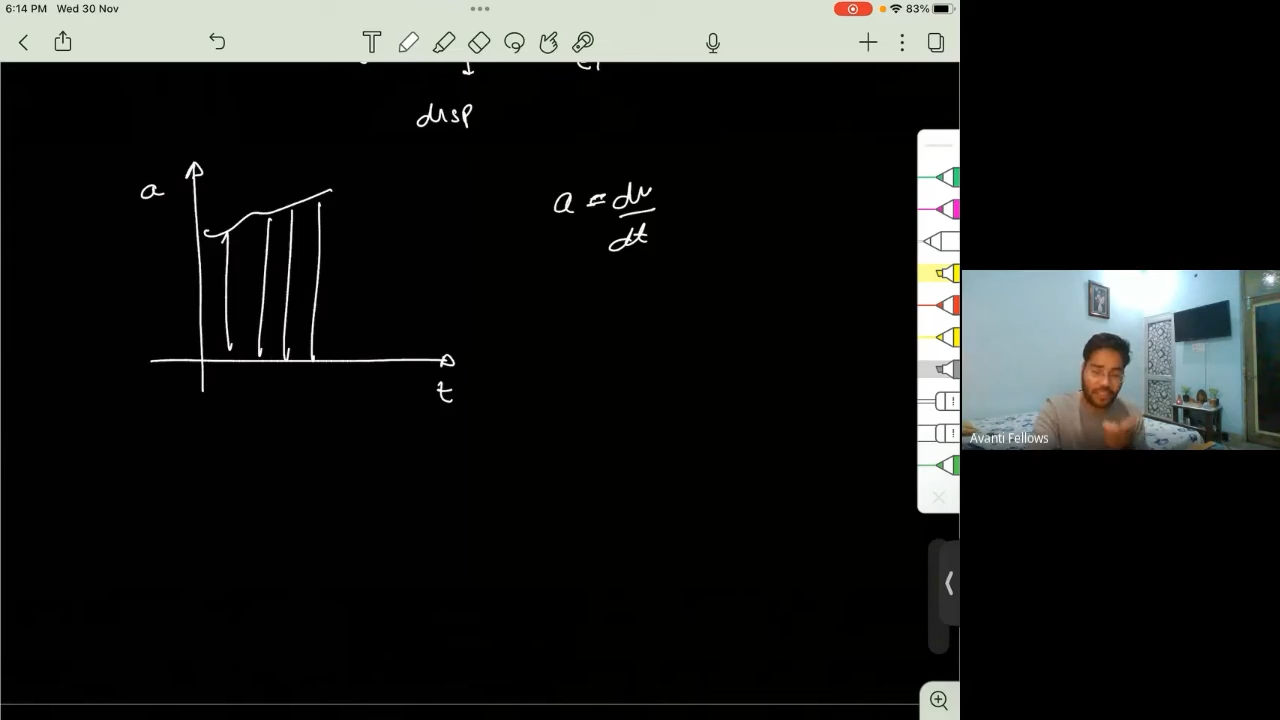 6:14 PM Wed 30 Nov
83%
disp
a
a = dv
dt
t
Avanti Fellows